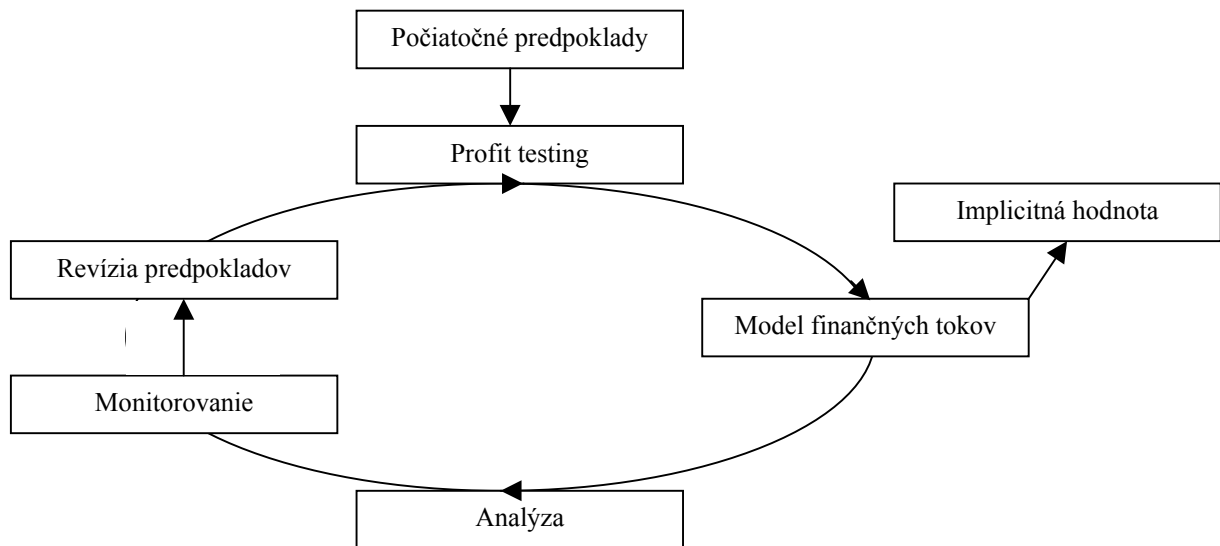 Počiatočné predpoklady
Profit testing
Implicitná hodnota
Revízia predpokladov
Model finančných tokov
Monitorovanie
Analýza